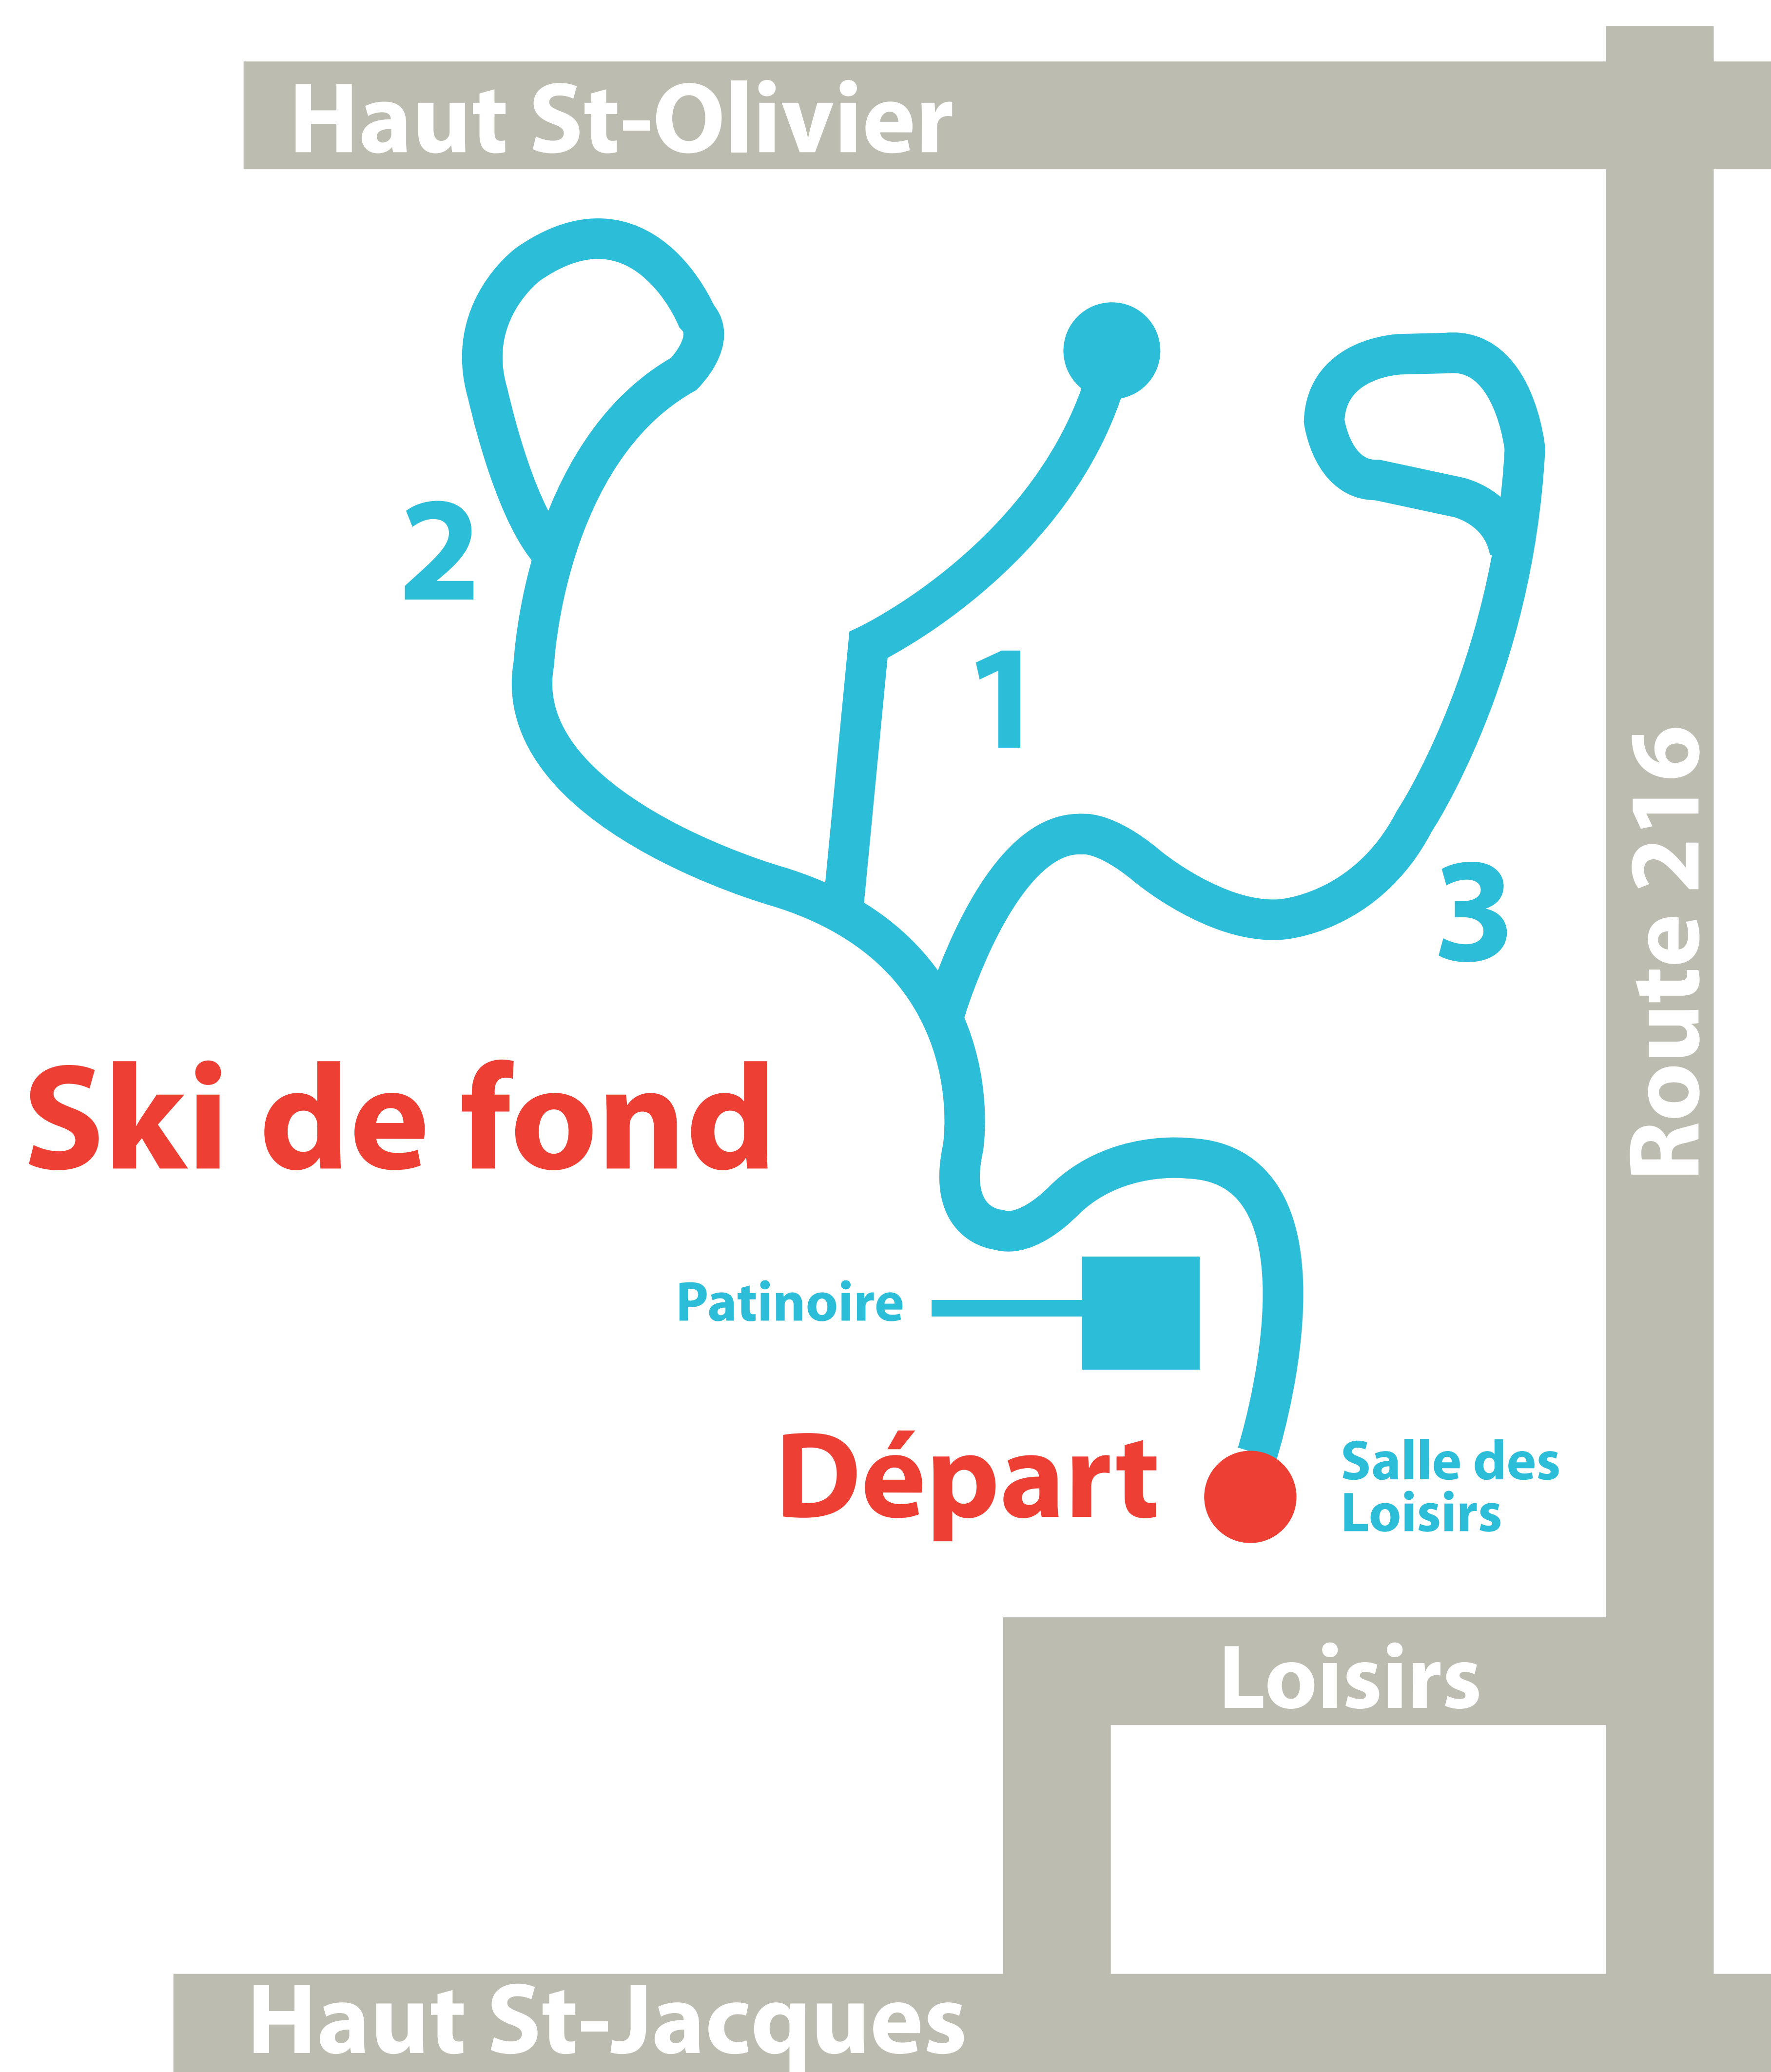 Haut St-Olivier
2
1
Route 216
3
Ski de fond
Patinoire
Départ
Salle des
Loisirs
Loisirs
Haut St-Jacques